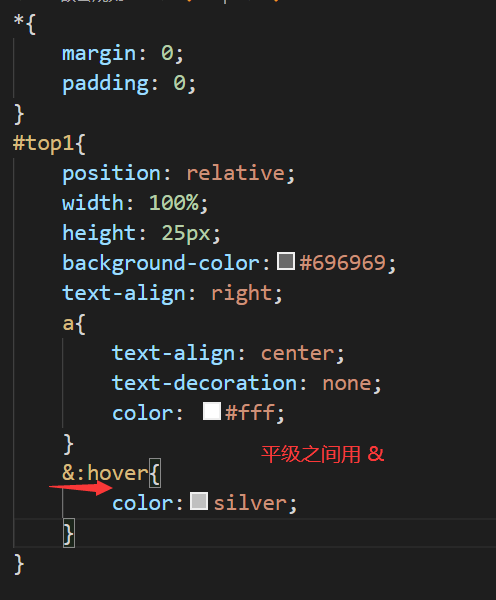 *{
margin: 0;
padding: 0;
}
#top1{
position: relative;
width: 100%;
height: 25px;
background-color: #696969;
text-align: right;
a{
text-align: center;
text-decoration: none;
color: #fff;
}
平级之间用 &
&:hover{
color: silver;
}
}